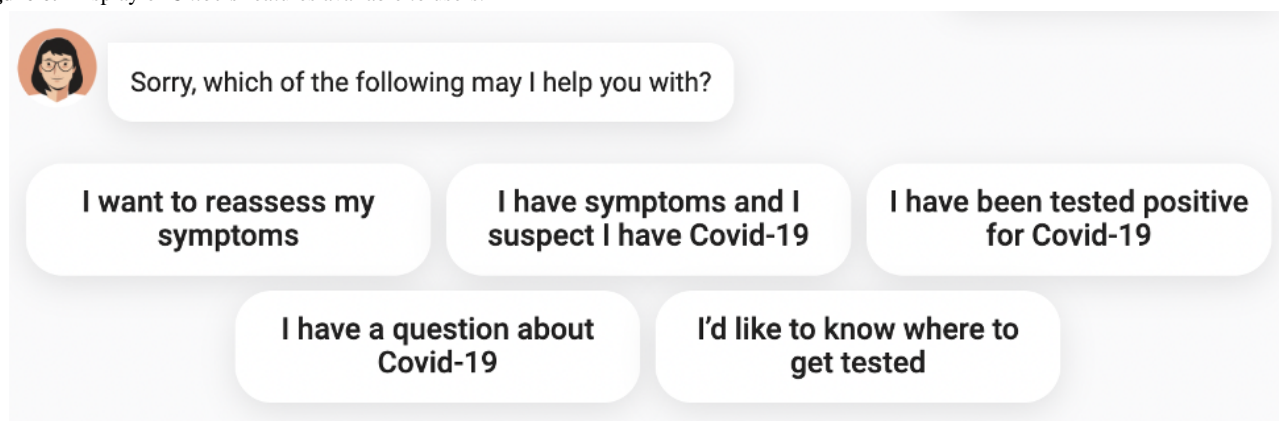 Sorry, which of the following may I help you with?
I want to reassess my
symptoms
I have symptoms and I
suspect I have Covid-19
I have been tested positive
for Covid-19
I have a question about
Covid-19
I’d like to know where to
get tested